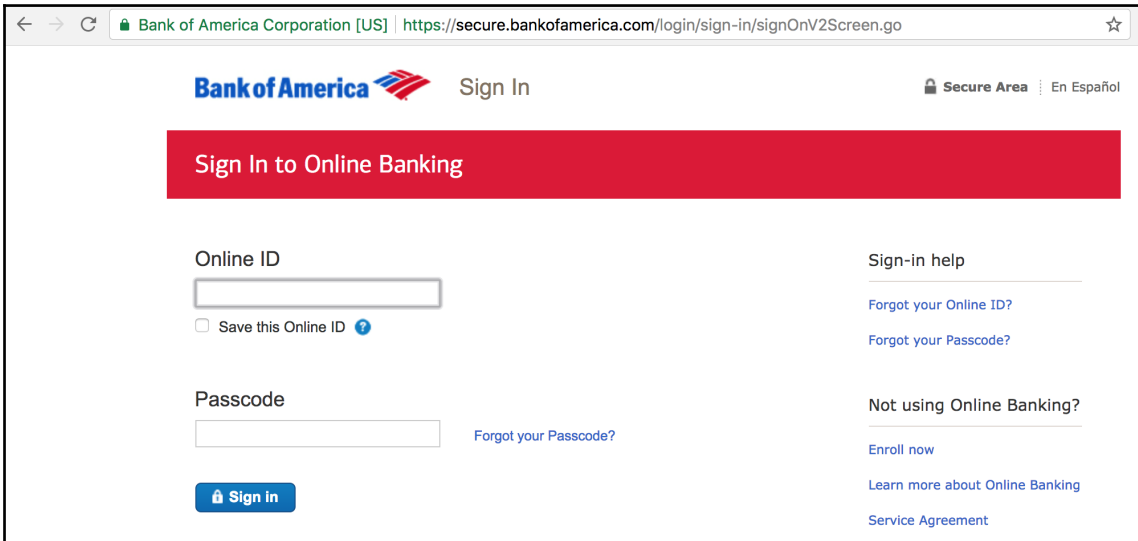 Bank of America Corporation [US] https://secure.bankofamerica.com/login/sign-in/signOnV2Screen.go
Bank of America Sign In
Secure Area En Español
Sign In to Online Banking
Online ID
Save this Online ID ?
Passcode
Forgot your Passcode?
Sign in
Sign-in help
Forgot your Online ID?
Forgot your Passcode?
Not using Online Banking?
Enroll now
Learn more about Online Banking
Service Agreement